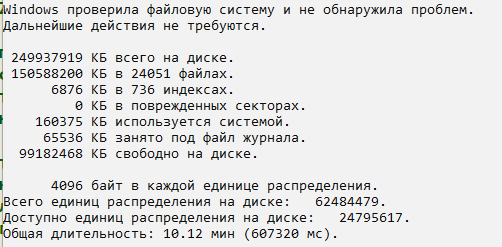 Windows проверила файловую систему и не обнаружила проблем.
Дальнейшие действия не требуются.
249937919 КБ всего на диске.
150588200 КБ в 24051 файлах.
6876 КБ в 736 индексах.
0 КБ в поврежденных секторах.
160375 КБ используется системой.
65536 КБ занято под файл журнала.
99182468 КБ свободно на диске.
4096 байт в каждой единице распределения.
Всего единиц распределения на диске: 62484479.
Доступно единиц распределения на диске: 24795617.
Общая длительность: 10.12 мин (607320 мс).